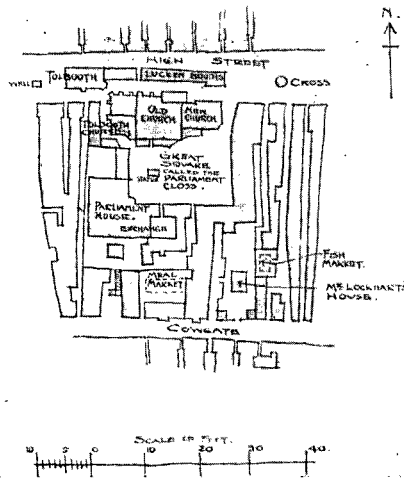 N.
HIGH STREET
TOLBOOTH
LUCKEN BOOTHS
WELL
CROSS
OLD
CHURCH
NEW
CHURCH
TOLBOOTH
CHURCH
GREAT
SQUARE
CALLED THE
PARLIAMENT
CLOSS.
STATUE
PARLIAMENT
HOUSE.
EXCHANGE
MEAL
MARKET
FISH
MARKET.
MR LOCKHART'S
HOUSE.
COWGATE
SCALE OF
10 5 0 10 20 30 40